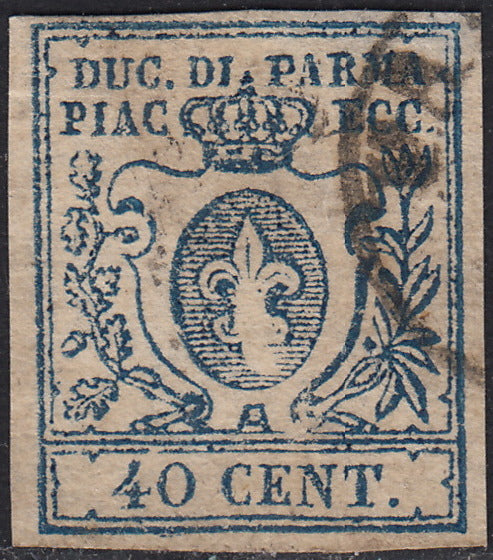 DUC. DI. PARMA
PIAC ECC.
40 CENT.